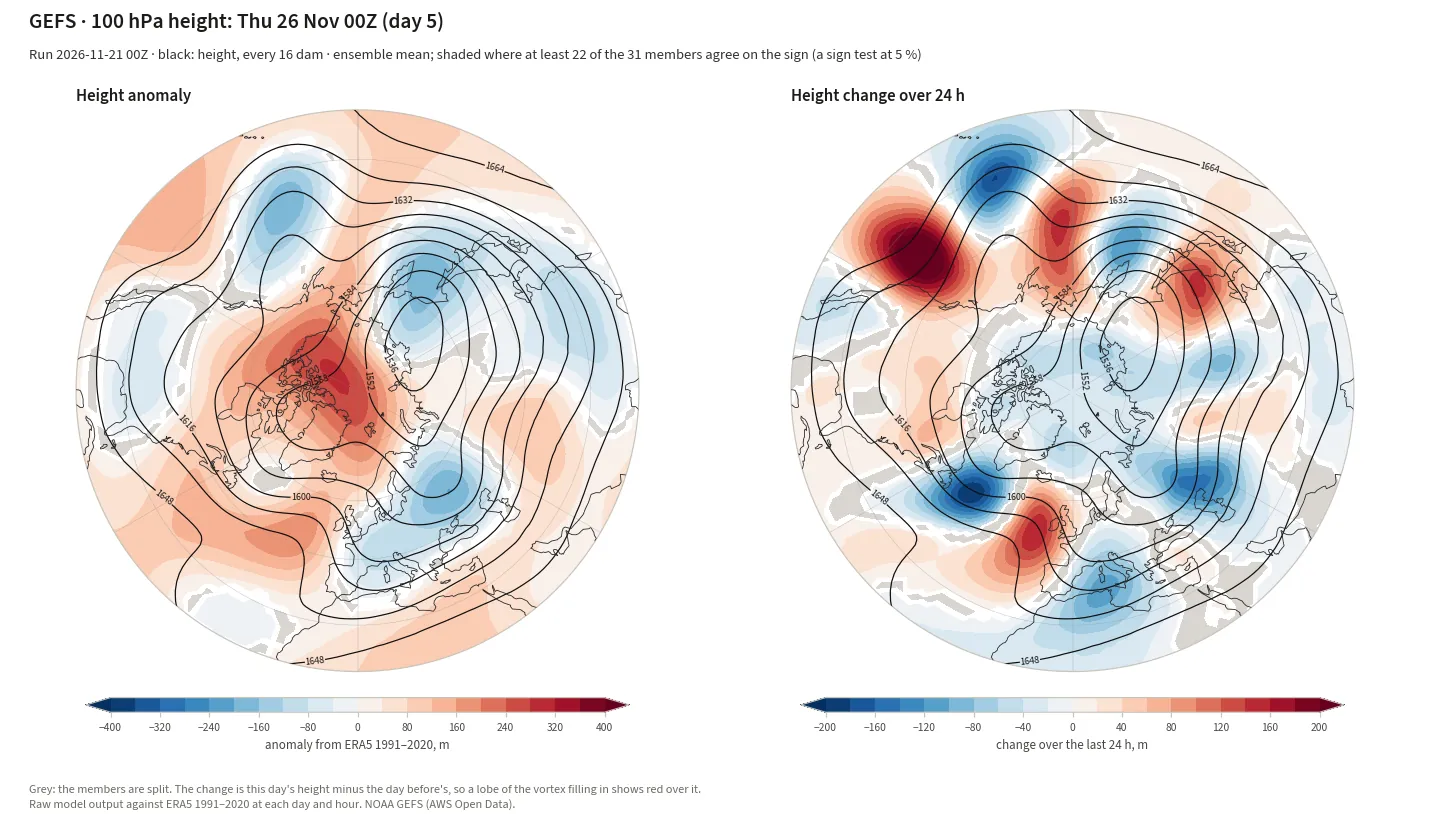 GEFS · 100 hPa height: Thu 26 Nov 00Z (day 5)
Run 2026-11-21 00Z · black: height, every 16 dam · ensemble mean; shaded where at least 22 of the 31 members agree on the sign (a sign test at 5 %)
Height anomaly
Height change over 24 h
1664
1632
1584
1536
1552
1616
1648
1600
1648
1664
1632
1584
1536
1552
1616
1648
1600
1648
−400 −320 −240 −160 −80 0 80 160 240 320 400
anomaly from ERA5 1991–2020, m
−200 −160 −120 −80 −40 0 40 80 120 160 200
change over the last 24 h, m
Grey: the members are split. The change is this day's height minus the day before's, so a lobe of the vortex filling in shows red over it.
Raw model output against ERA5 1991–2020 at each day and hour. NOAA GEFS (AWS Open Data).